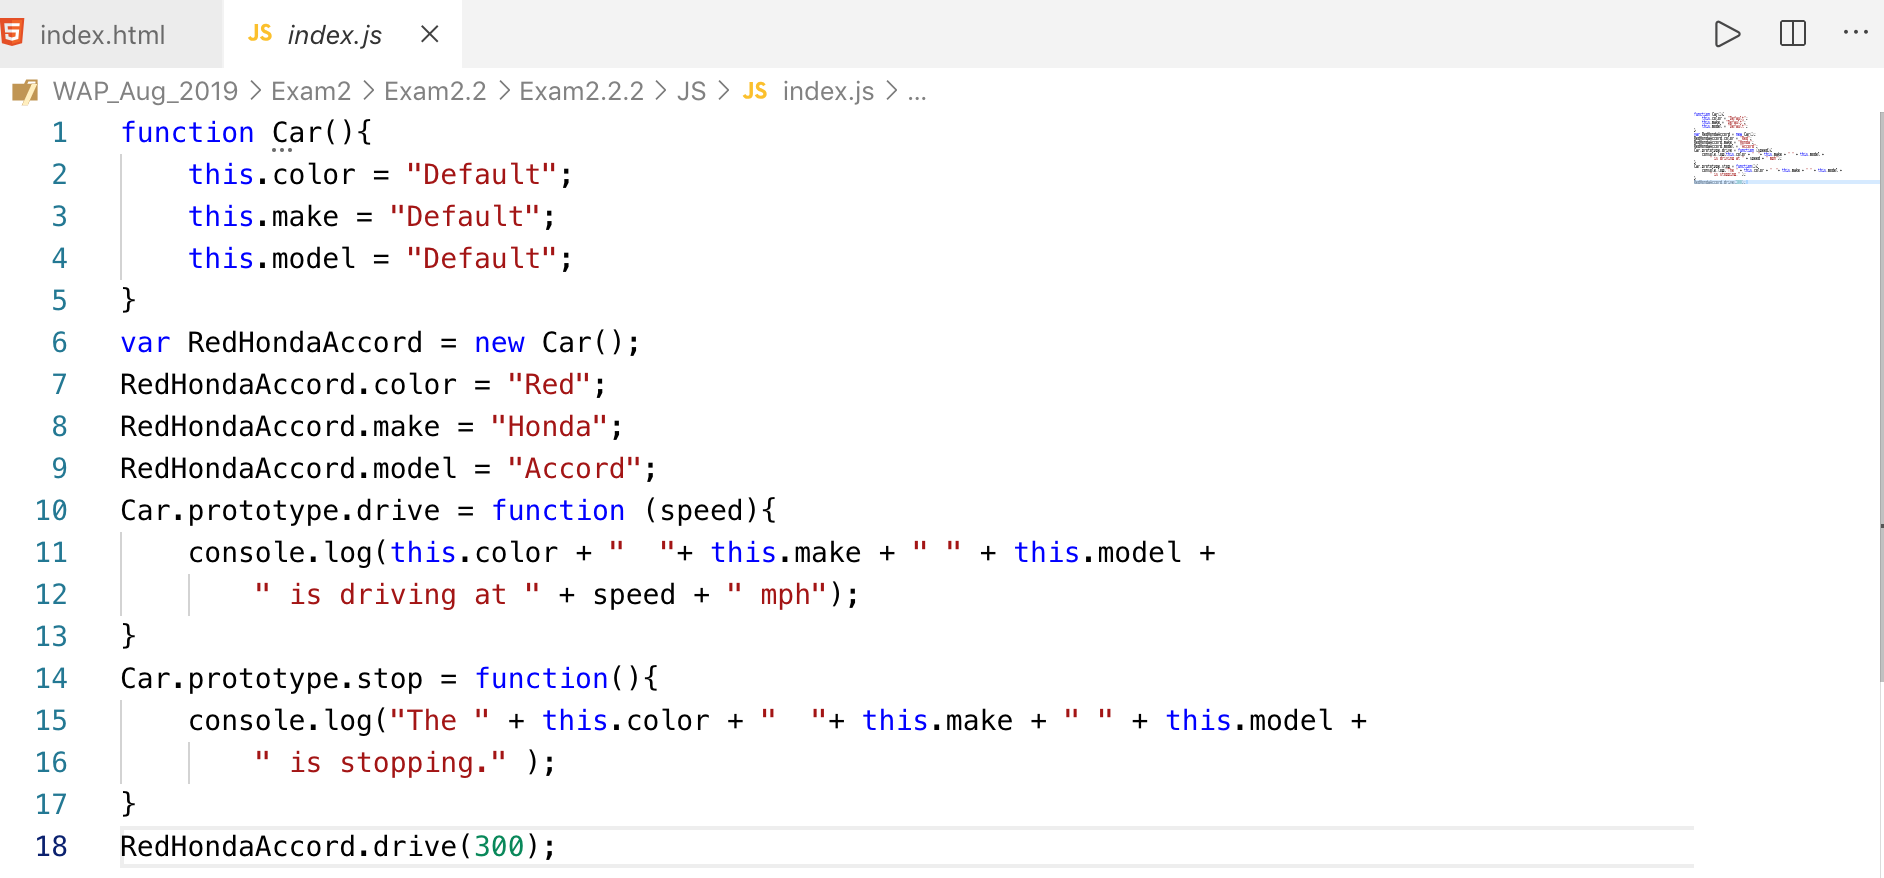 index.html JS index.js
WAP_Aug_2019 > Exam2 > Exam2.2 > Exam2.2.2 > JS > JS index.js > ...
1 function Car(){
2     this.color = "Default";
3     this.make = "Default";
4     this.model = "Default";
5 }
6 var RedHondaAccord = new Car();
7 RedHondaAccord.color = "Red";
8 RedHondaAccord.make = "Honda";
9 RedHondaAccord.model = "Accord";
10 Car.prototype.drive = function (speed){
11     console.log(this.color + "  "+ this.make + " " + this.model +
12         " is driving at " + speed + " mph");
13 }
14 Car.prototype.stop = function(){
15     console.log("The " + this.color + "  "+ this.make + " " + this.model +
16         " is stopping." );
17 }
18 RedHondaAccord.drive(300);